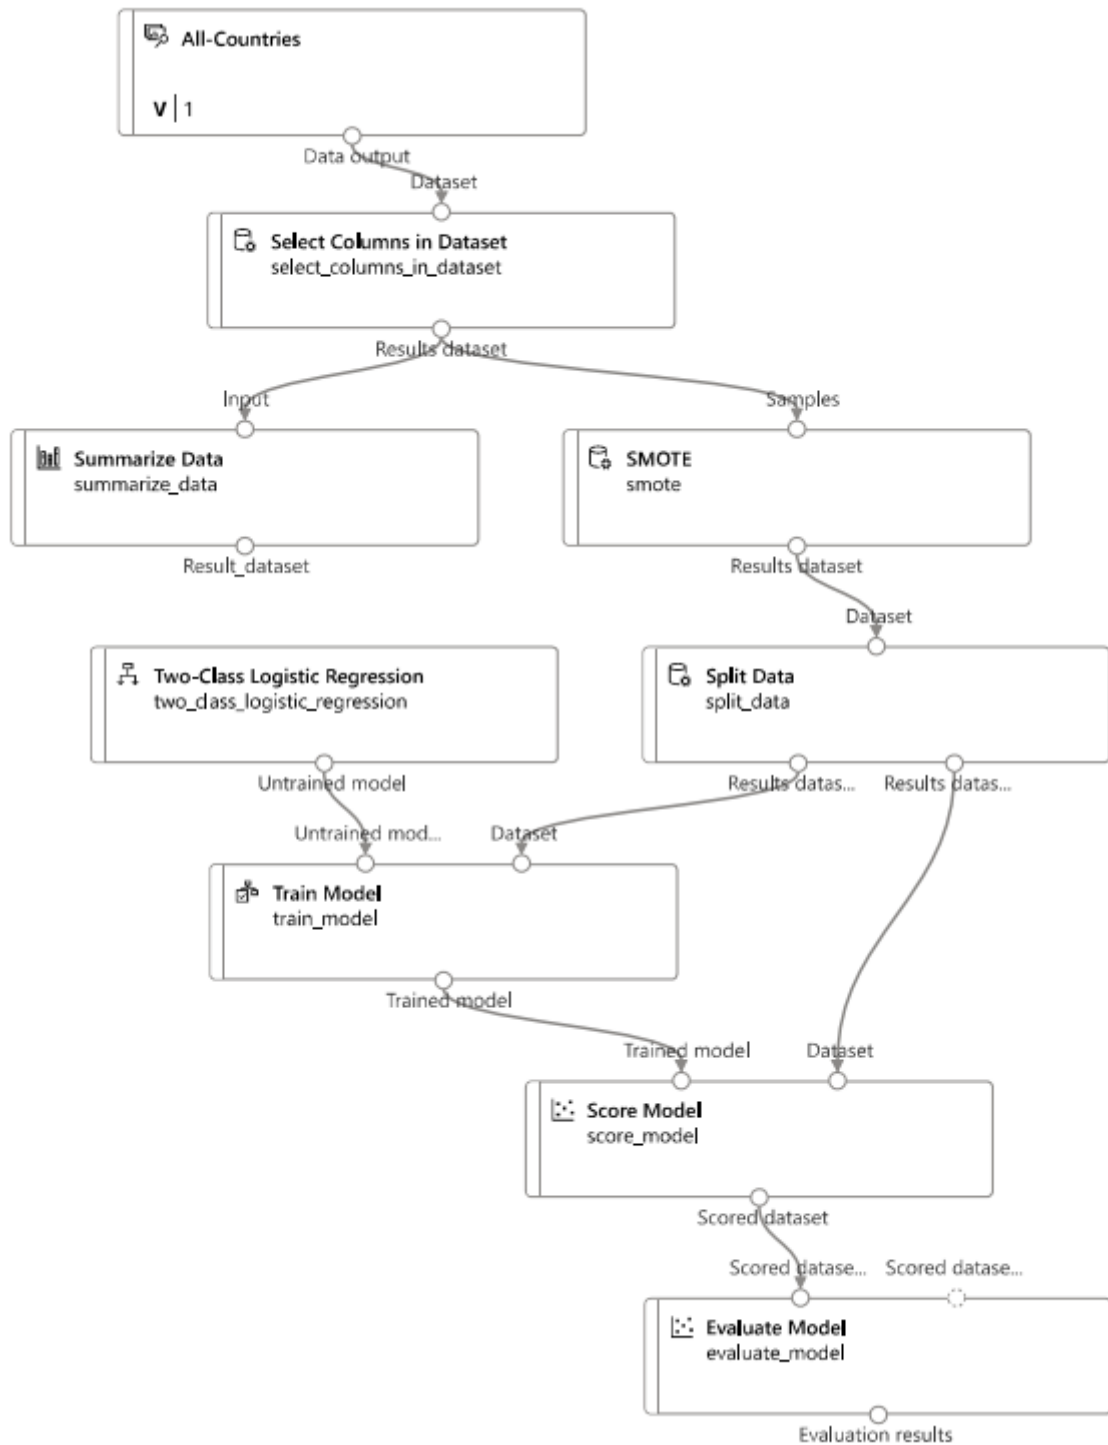 All-Countries
V | 1
Data output
Dataset
Select Columns in Dataset
select_columns_in_dataset
Results dataset
Input
Samples
Summarize Data
summarize_data
SMOTE
smote
Result_dataset
Results dataset
Dataset
Two-Class Logistic Regression
two_class_logistic_regression
Split Data
split_data
Untrained model
Results datas...
Results datas...
Untrained mod...
Dataset
Train Model
train_model
Trained model
Trained model
Dataset
Score Model
score_model
Scored dataset
Scored datase...
Scored datase...
Evaluate Model
evaluate_model
Evaluation results